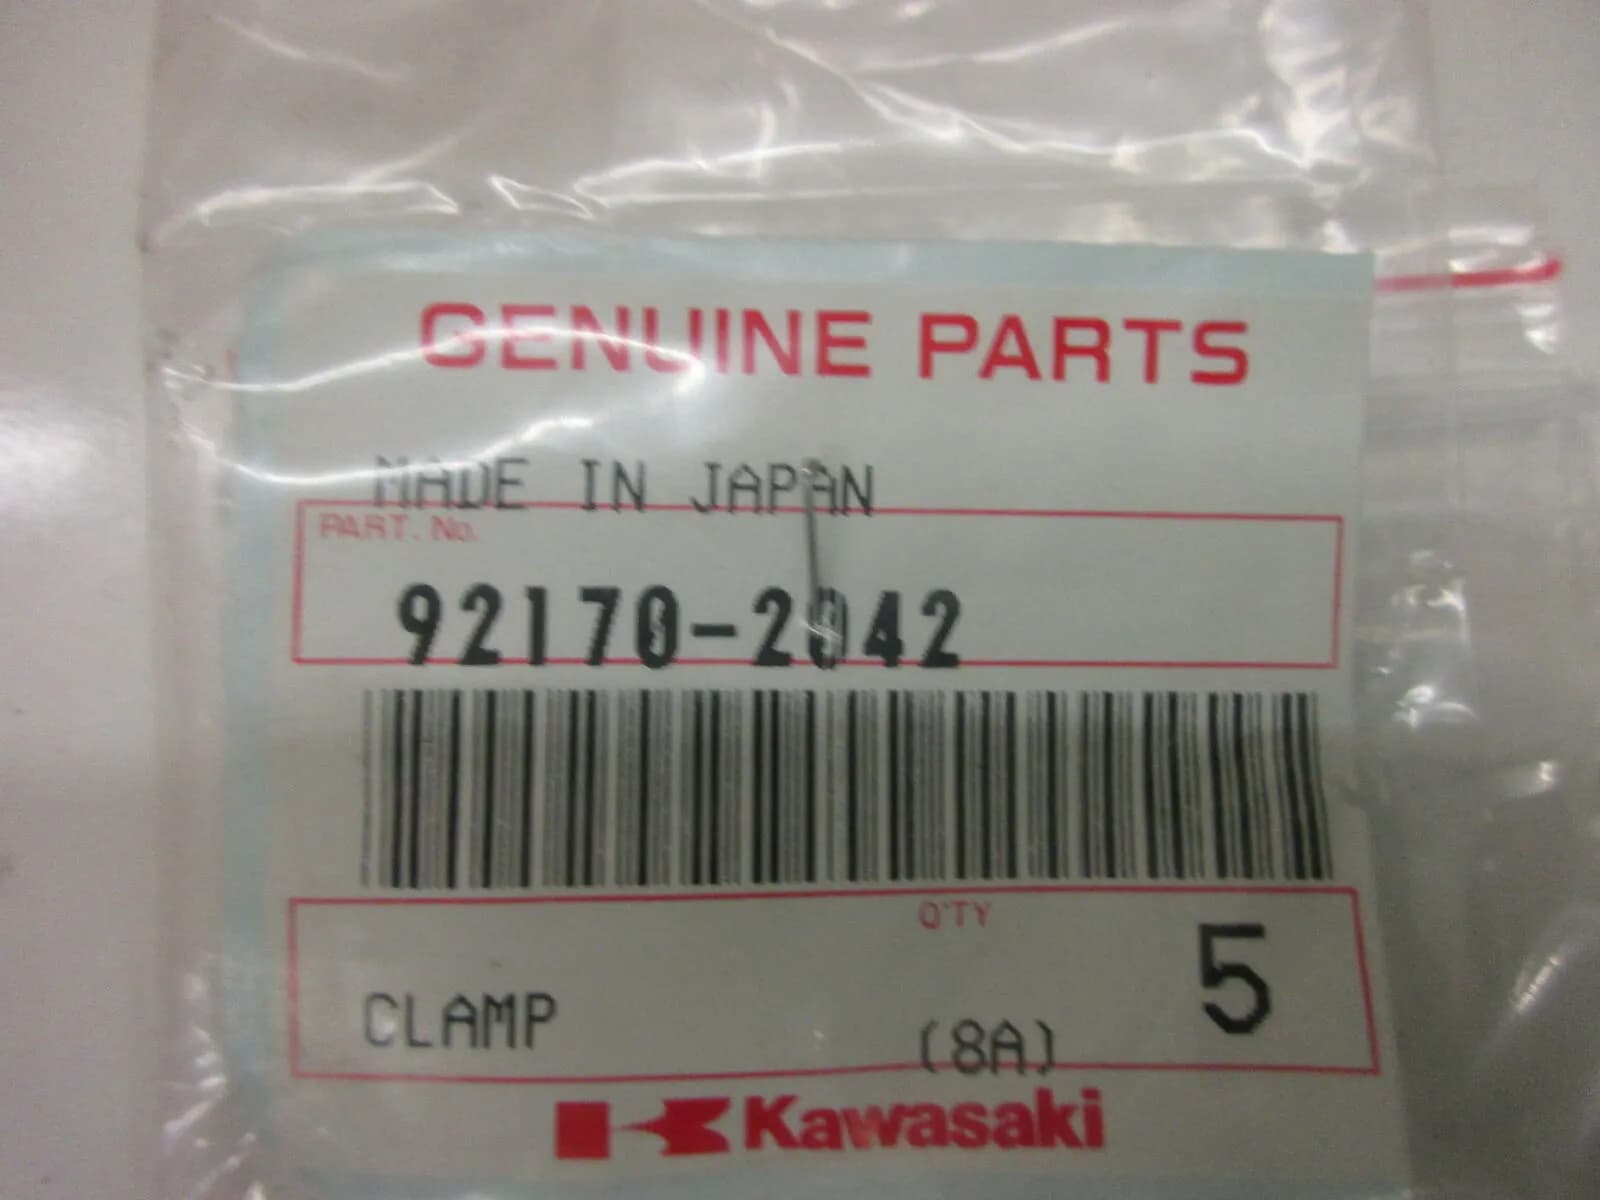 GENUINE PARTS
MADE IN JAPAN
PART. No.
92170-2042
Q'TY
5
CLAMP (8A)
Kawasaki